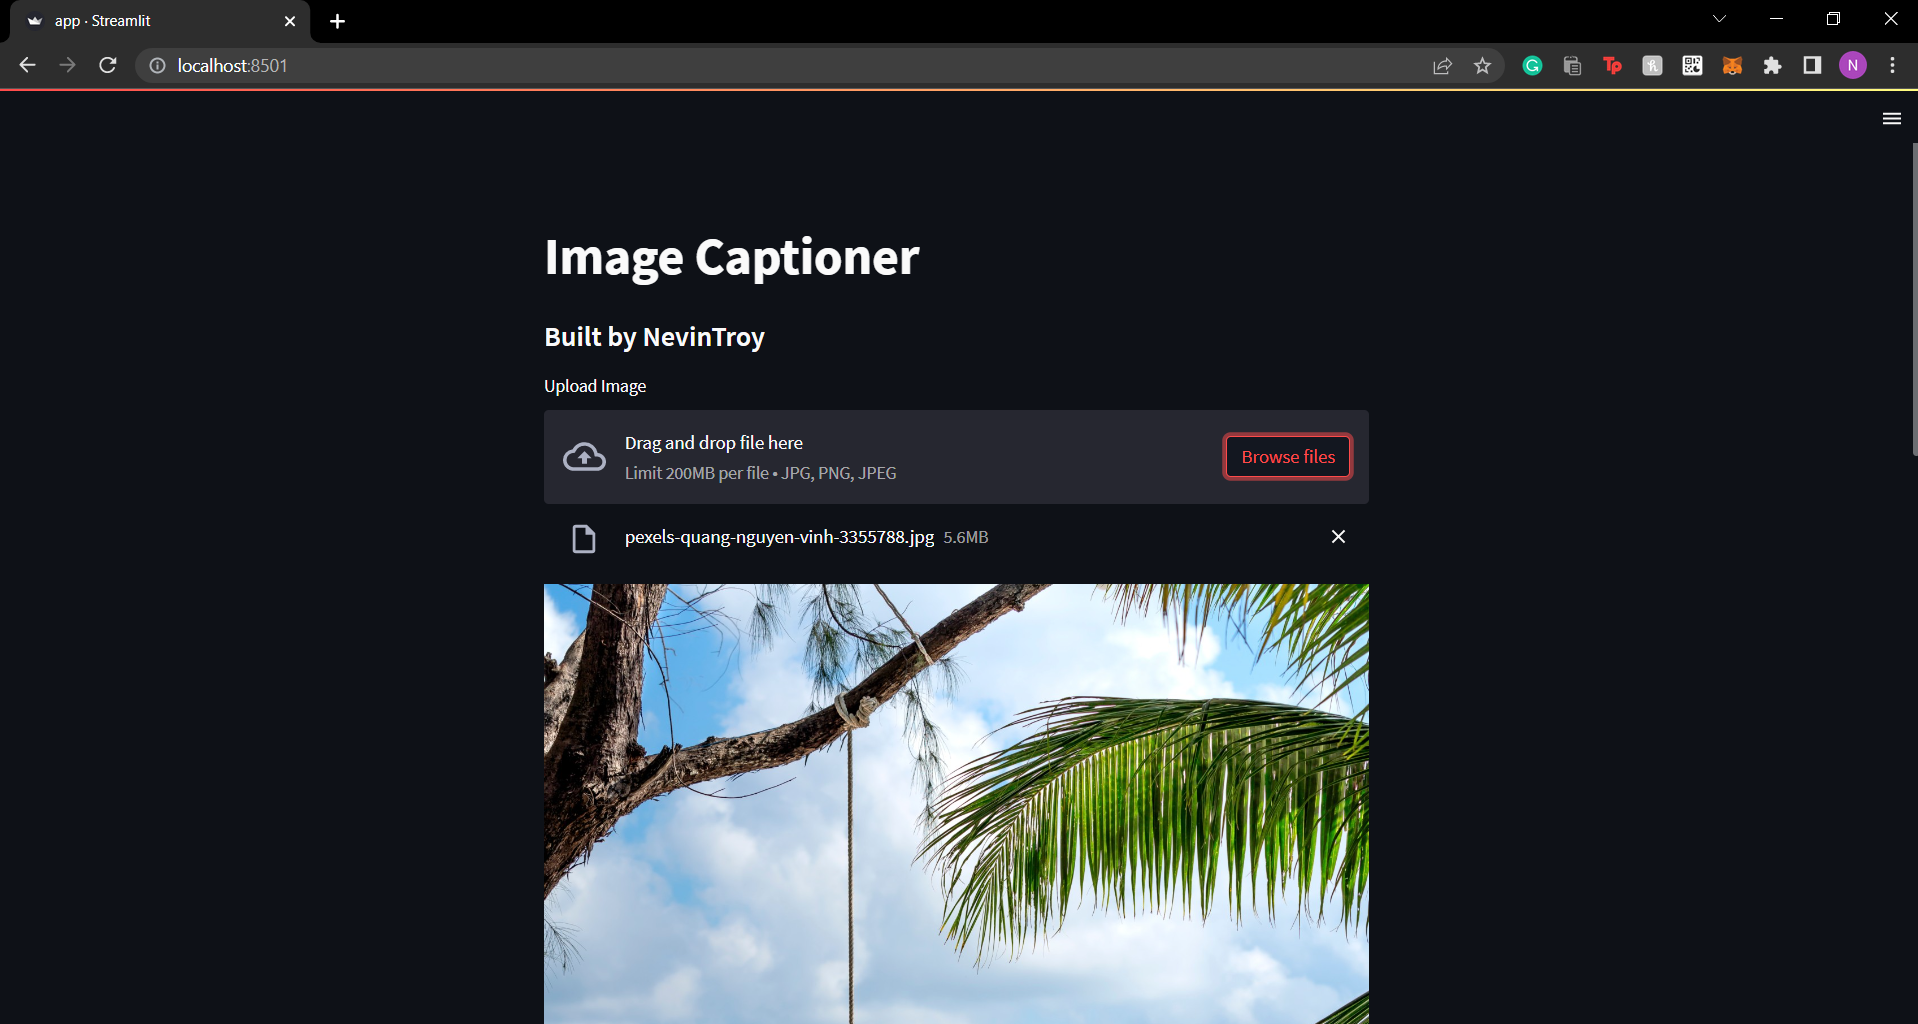 app · Streamlit
localhost:8501
Tp
N
Image Captioner
Built by NevinTroy
Upload Image
Drag and drop file here
Limit 200MB per file • JPG, PNG, JPEG
Browse files
pexels-quang-nguyen-vinh-3355788.jpg 5.6MB